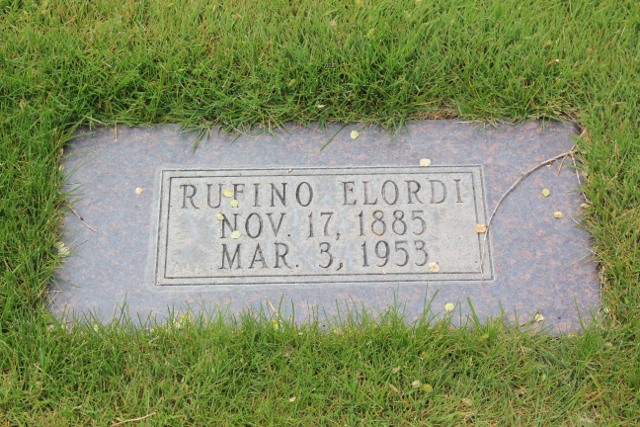 RUFINO ELORDI
NOV. 17, 1885
MAR. 3, 1953